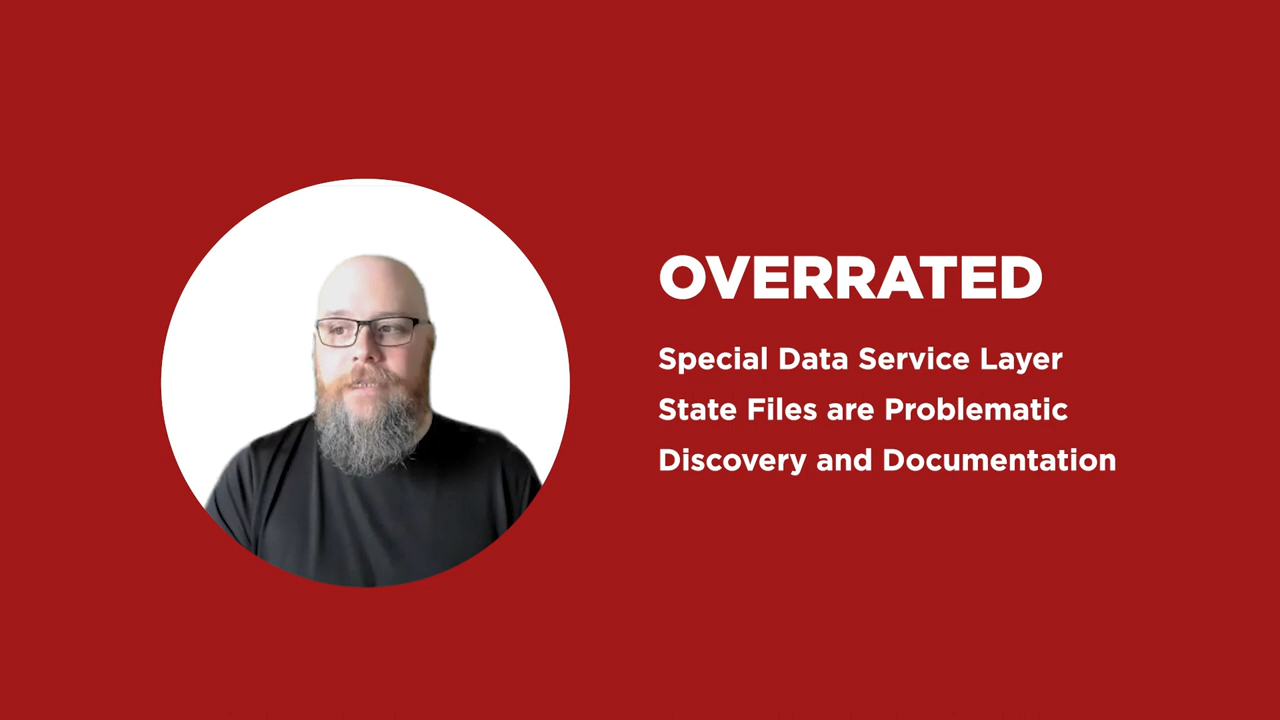 OVERRATED
Special Data Service Layer
State Files are Problematic
Discovery and Documentation